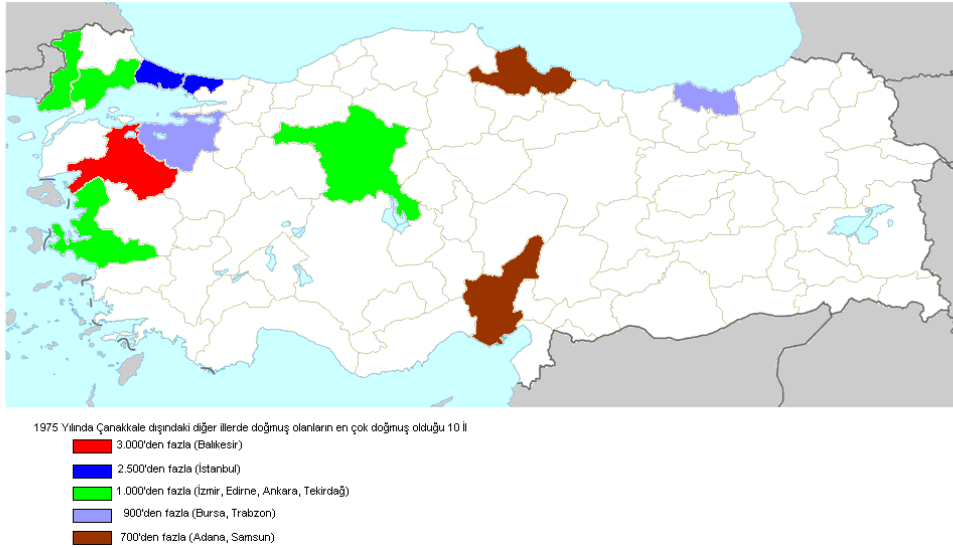 1975 Yılında Çanakkale dışındaki diğer illerde doğmuş olanların en çok doğmuş olduğu 10 İl
3.000'den fazla (Balıkesir)
2.500'den fazla (İstanbul)
1.000'den fazla (İzmir, Edirne, Ankara, Tekirdağ)
900'den fazla (Bursa, Trabzon)
700'den fazla (Adana, Samsun)